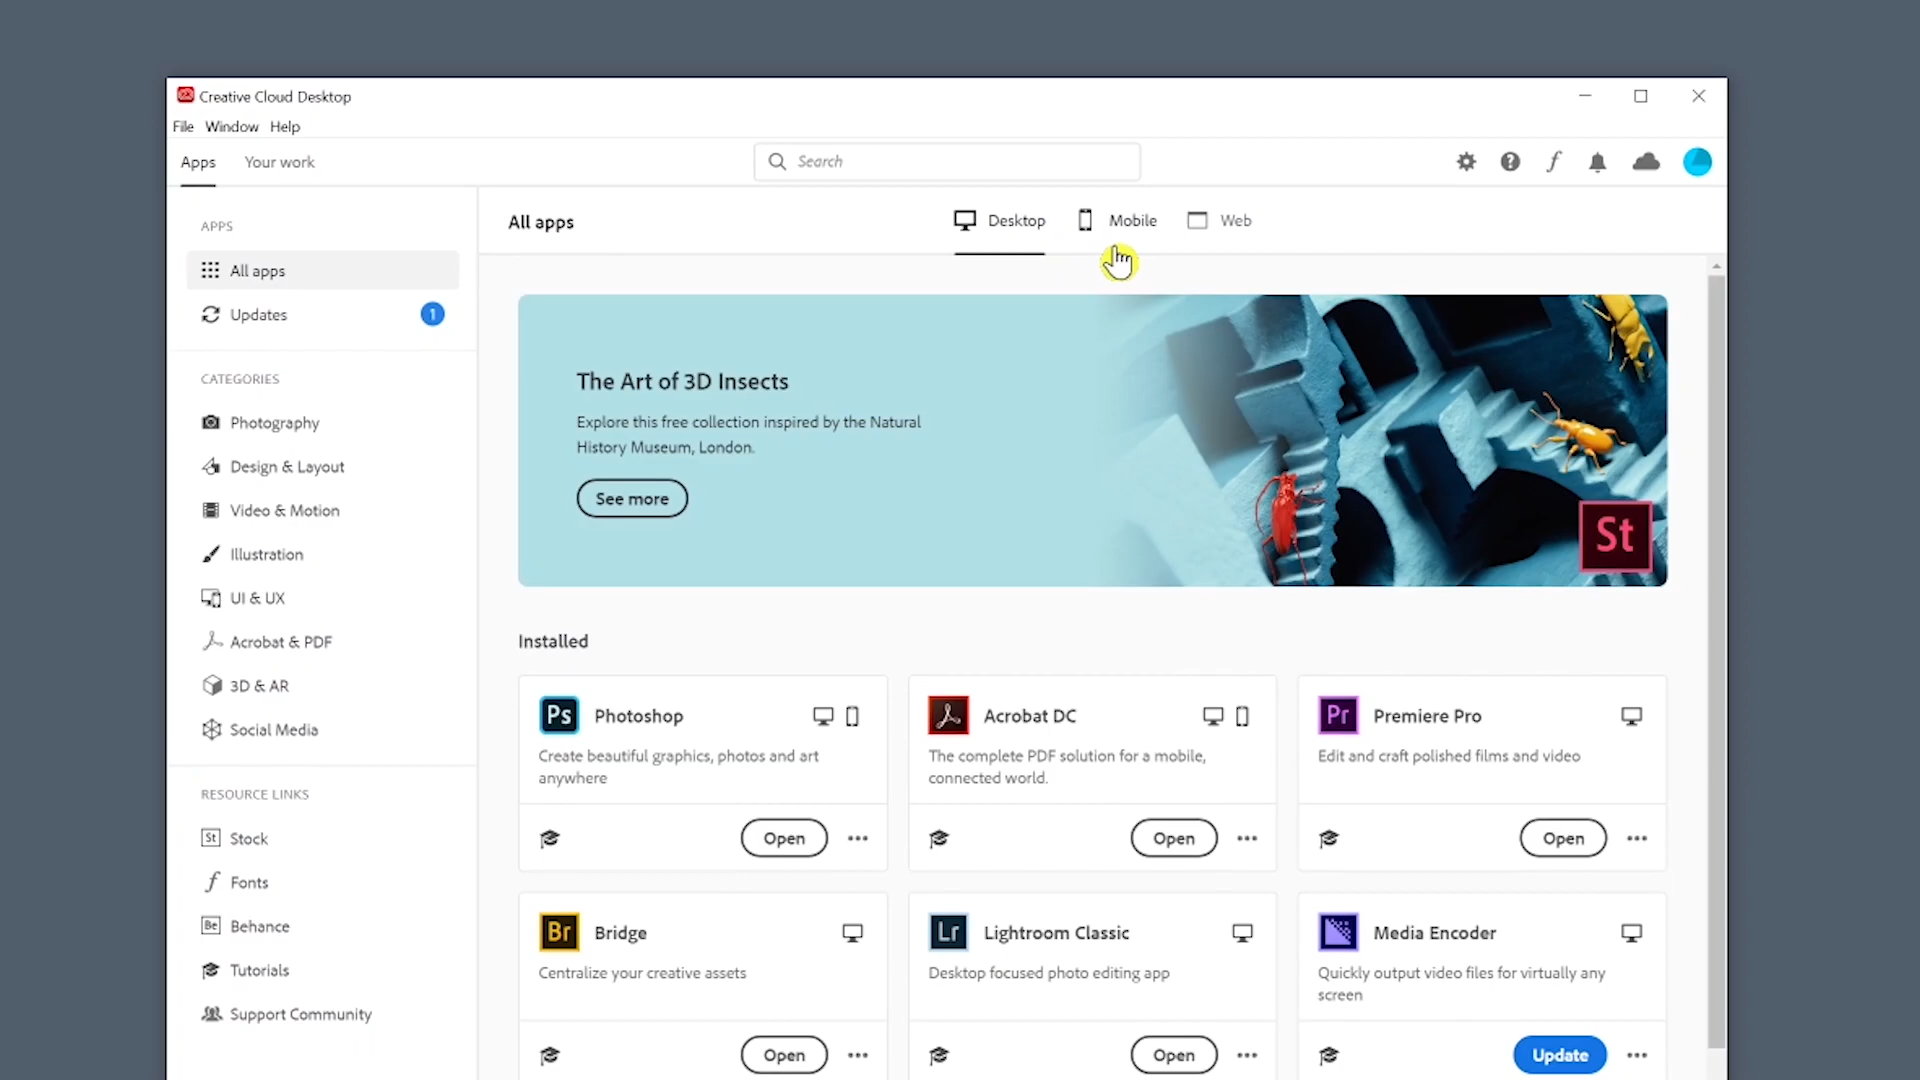 Creative Cloud Desktop
File Window Help
Apps Your work Search
APPS
All apps
Updates 1
CATEGORIES
Photography
Design & Layout
Video & Motion
Illustration
UI & UX
Acrobat & PDF
3D & AR
Social Media
RESOURCE LINKS
St Stock
Fonts
Be Behance
Tutorials
Support Community
All apps Desktop Mobile Web
The Art of 3D Insects
Explore this free collection inspired by the Natural
History Museum, London.
See more
St
Installed
Ps Photoshop
Create beautiful graphics, photos and art
anywhere
Open
Acrobat DC
The complete PDF solution for a mobile,
connected world.
Open
Pr Premiere Pro
Edit and craft polished films and video
Open
Br Bridge
Centralize your creative assets
Open
Lr Lightroom Classic
Desktop focused photo editing app
Open
Media Encoder
Quickly output video files for virtually any
screen
Update